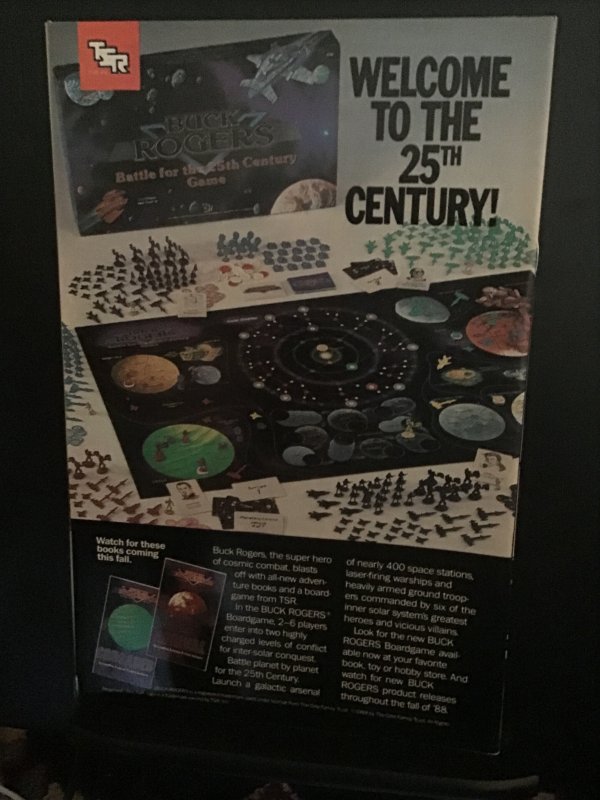 TSR
WELCOME
TO THE
25TH
CENTURY!
BUCK
ROGERS
Battle for the 25th Century
Game
Watch for these
books coming
this fall.
Buck Rogers, the super hero
of cosmic combat, blasts
off with all-new adven-
ture books and a board-
game from TSR
In the BUCK ROGERS®
Boardgame, 2-6 players
enter into two highly
charged levels of conflict
for inter-solar conquest.
Battle planet by planet
for the 25th Century.
Launch a galactic arsenal
of nearly 400 space stations,
laser-firing warships and
heavily armed ground troop-
ers commanded by six of the
inner solar system's greatest
heroes and vicious villains.
Look for the new BUCK
ROGERS Boardgame avail-
able now at your favorite
book, toy or hobby store. And
watch for new BUCK
ROGERS product releases
throughout the fall of '88.